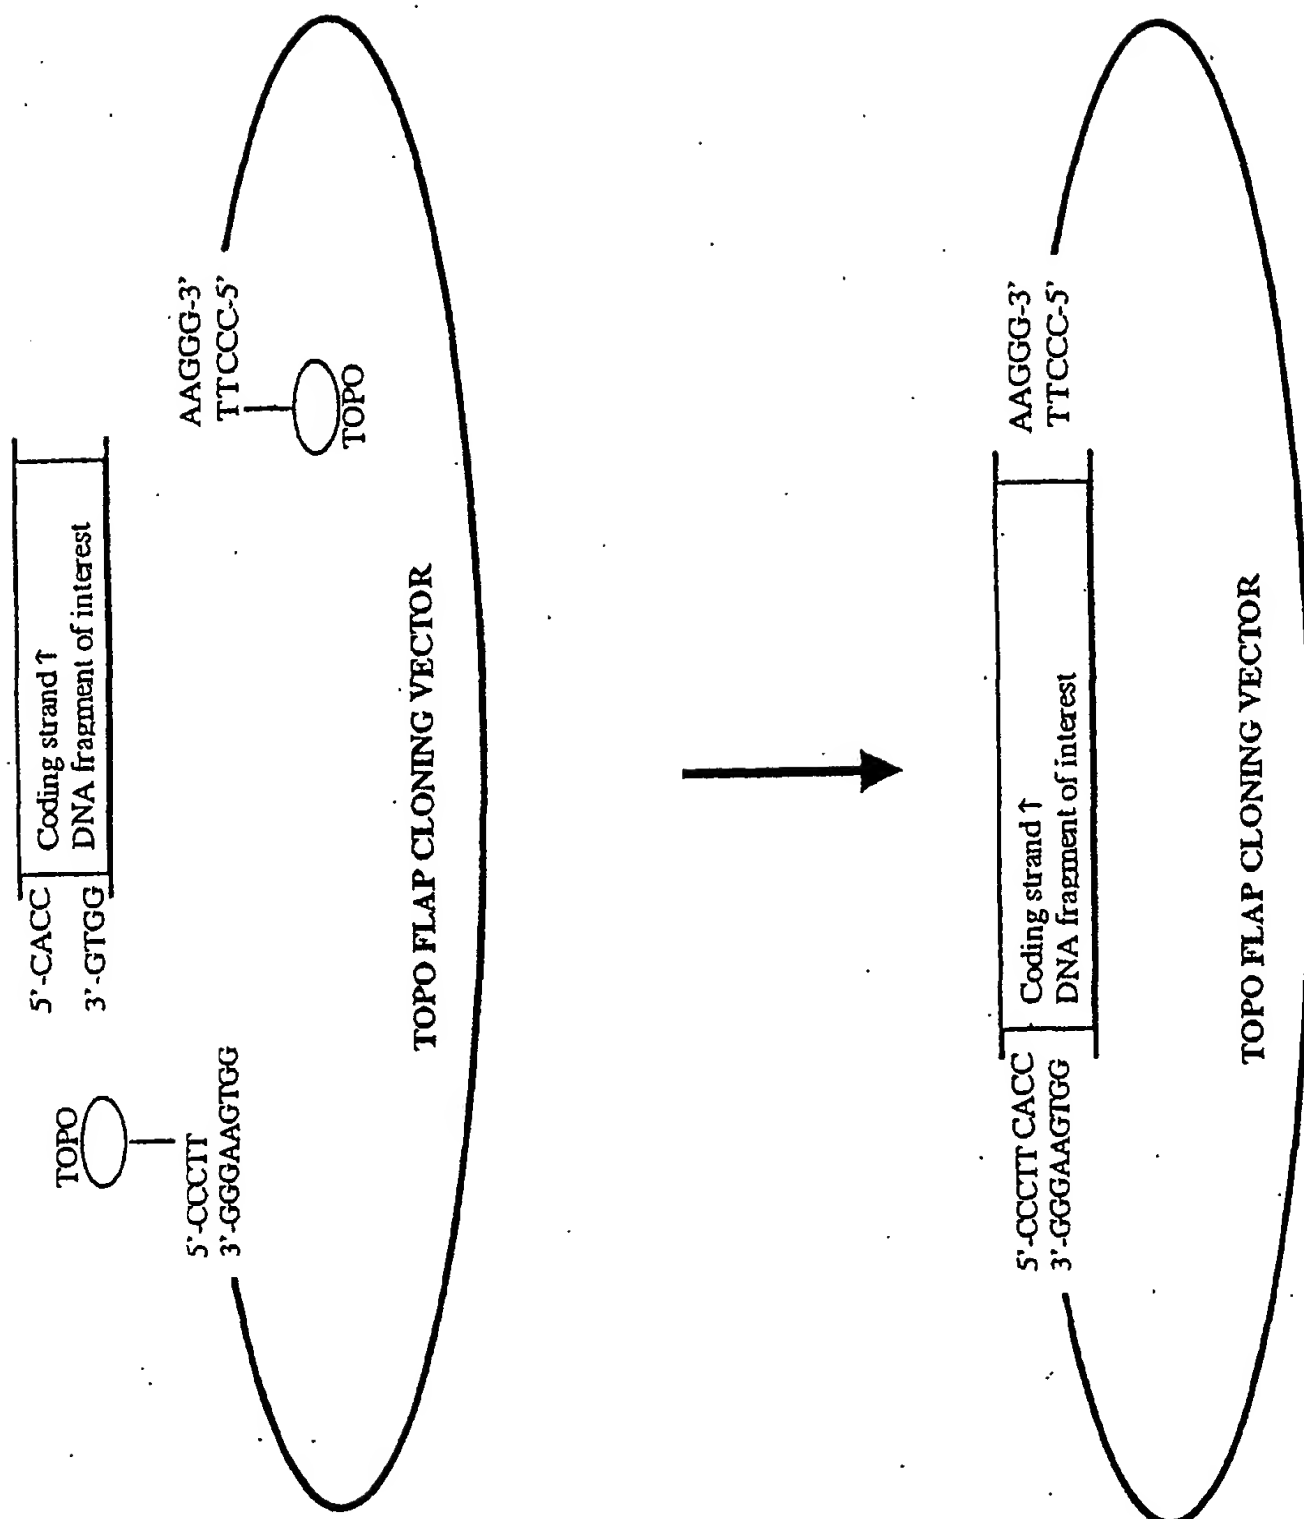 5'-CACC
3'-GTGG
Coding strand↑
DNA fragment of interest
TOPO
5'-CCCTT
3'-GGGAAGTGG
AAGGG-3'
TTCCC-5'
TOPO
TOPO FLAP CLONING VECTOR
5'-CCCTT CACC
3'-GGGAAGTGG
Coding strand↑
DNA fragment of interest
AAGGG-3'
TTCCC-5'
TOPO FLAP CLONING VECTOR